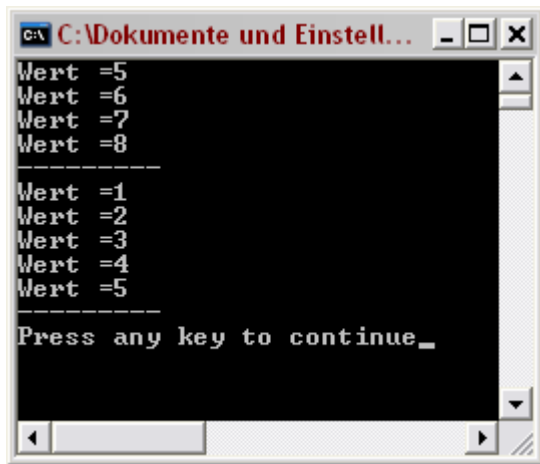 C:\Dokumente und Einstell...
Wert =5
Wert =6
Wert =7
Wert =8
---------
Wert =1
Wert =2
Wert =3
Wert =4
Wert =5
---------
Press any key to continue_